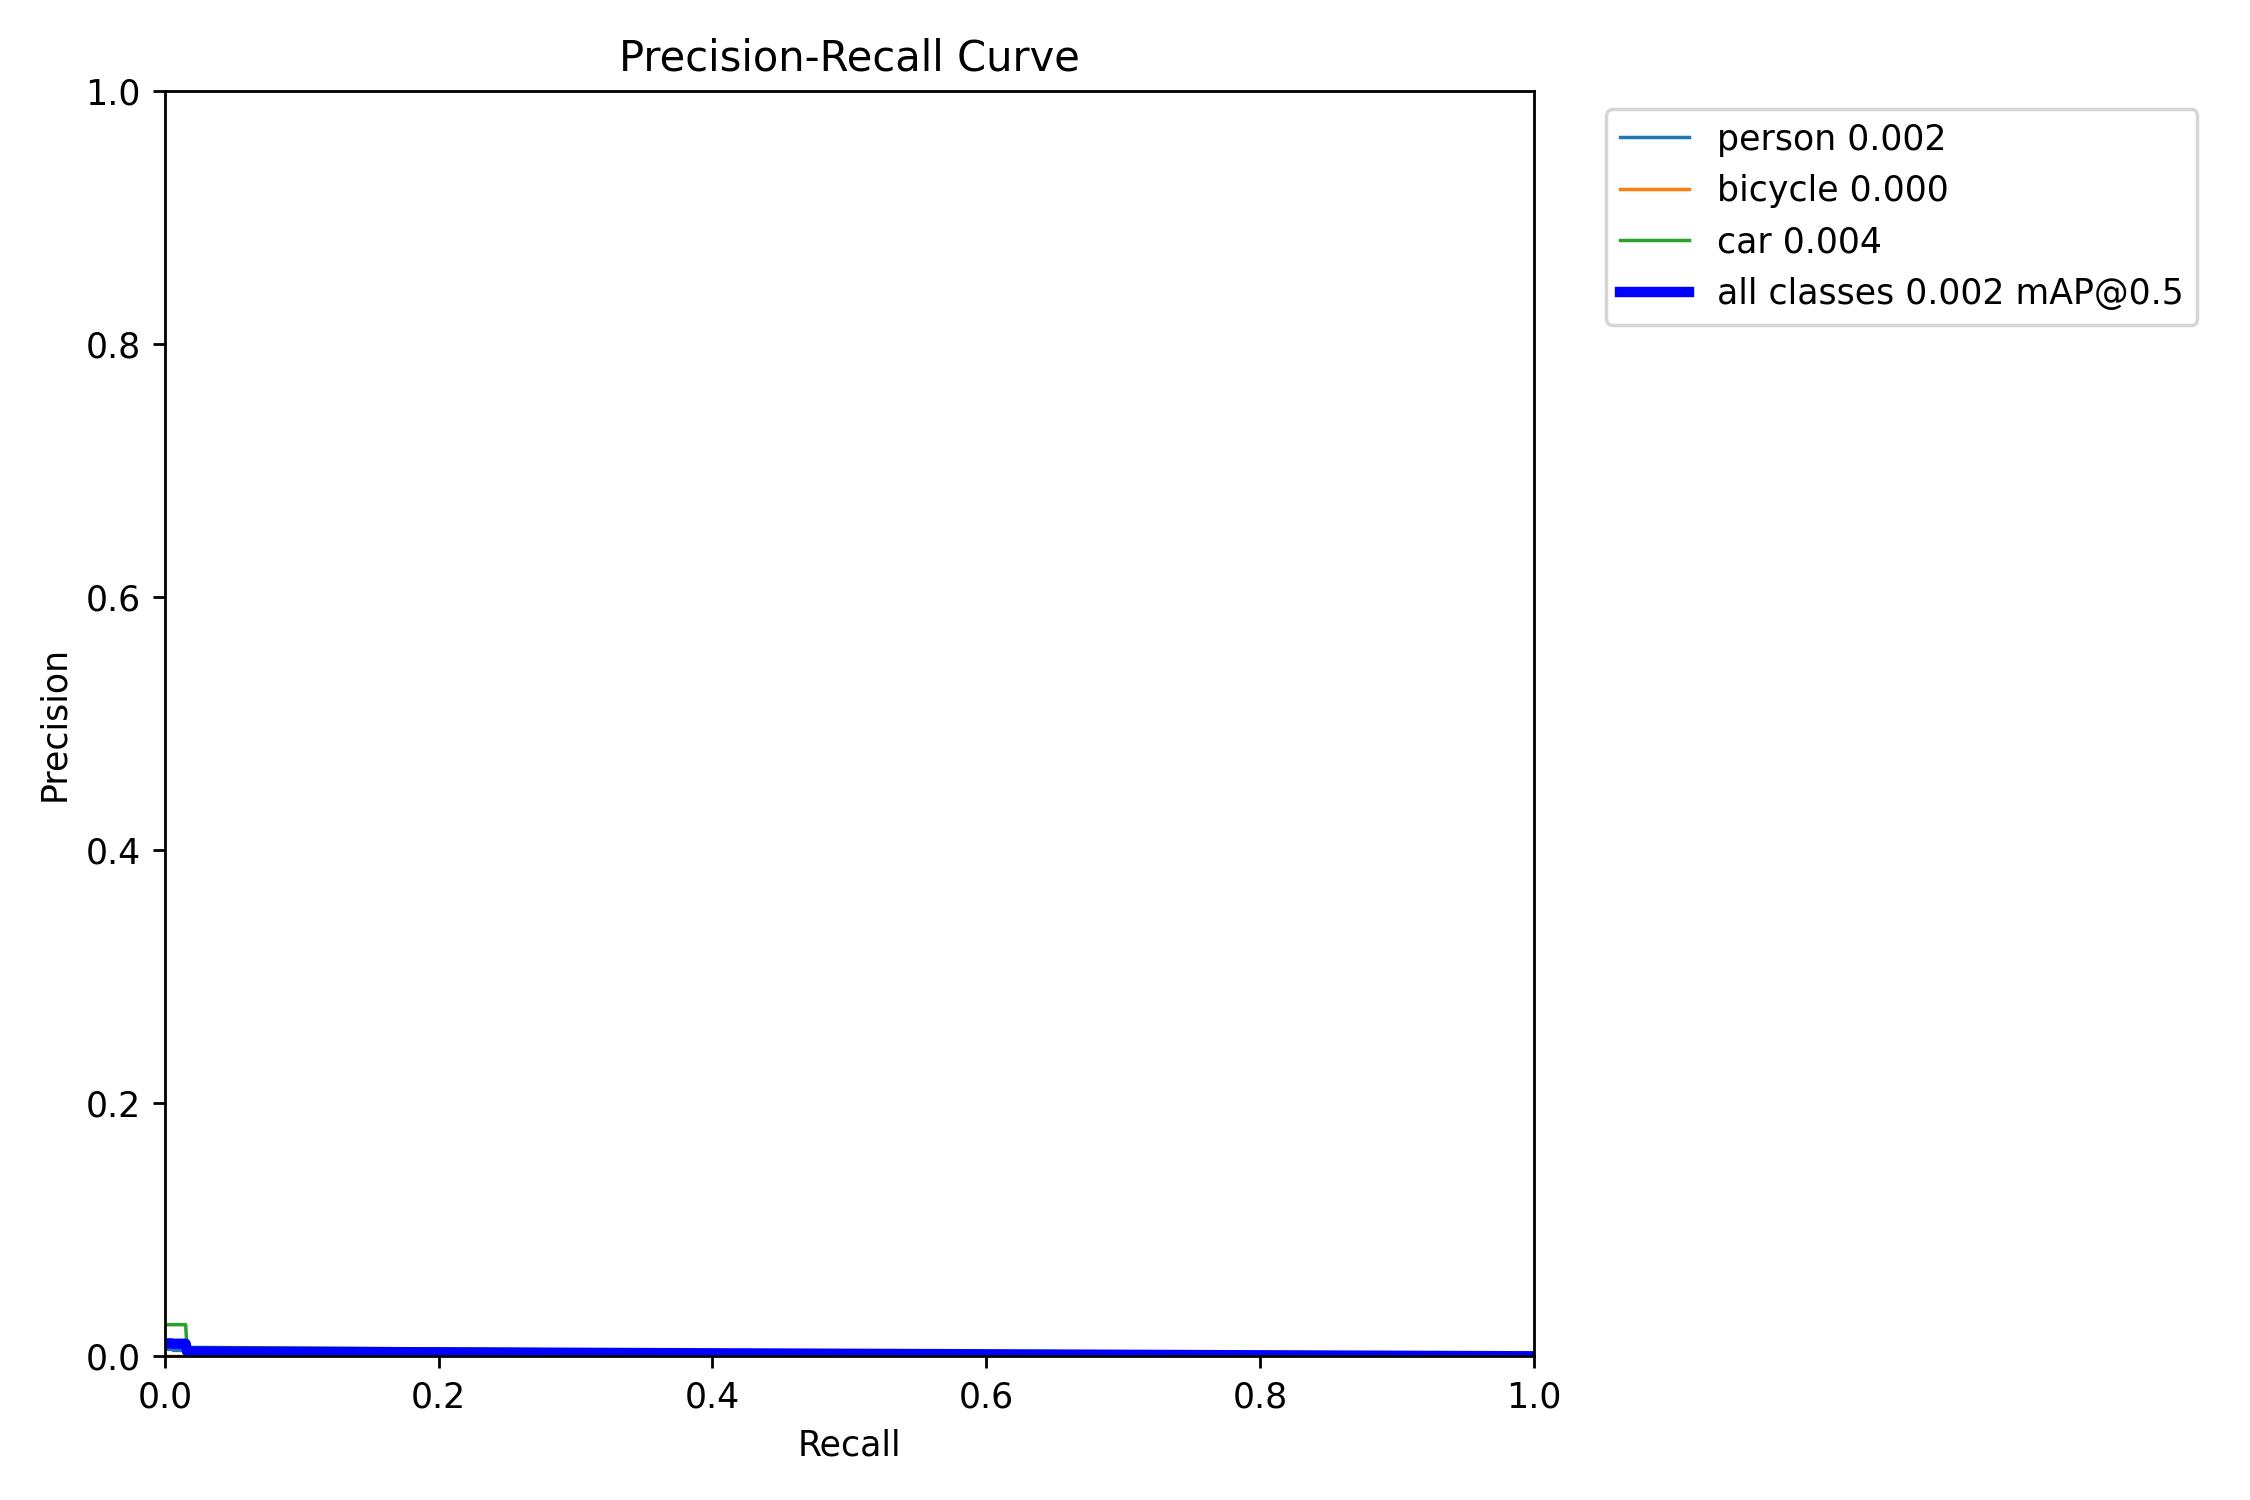 Precision-Recall Curve
1.0
0.8
0.6
0.4
0.2
0.0
Precision
0.0 0.2 0.4 0.6 0.8 1.0
Recall
person 0.002
bicycle 0.000
car 0.004
all classes 0.002 mAP@0.5